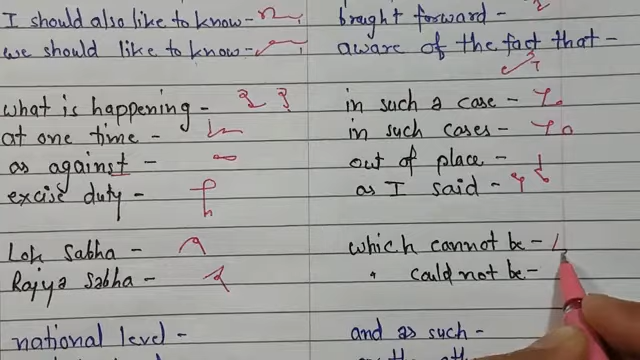 I should also like to know -
we should like to know -
what is happening -
at one time -
as against -
excise duty -
Lok Sabha -
Rajya Sabha -
national level -
braught forward -
aware of the fact that -
in such a case -
in such cases -
out of place -
as I said -
which cannot be -
" could not be -
and as such -